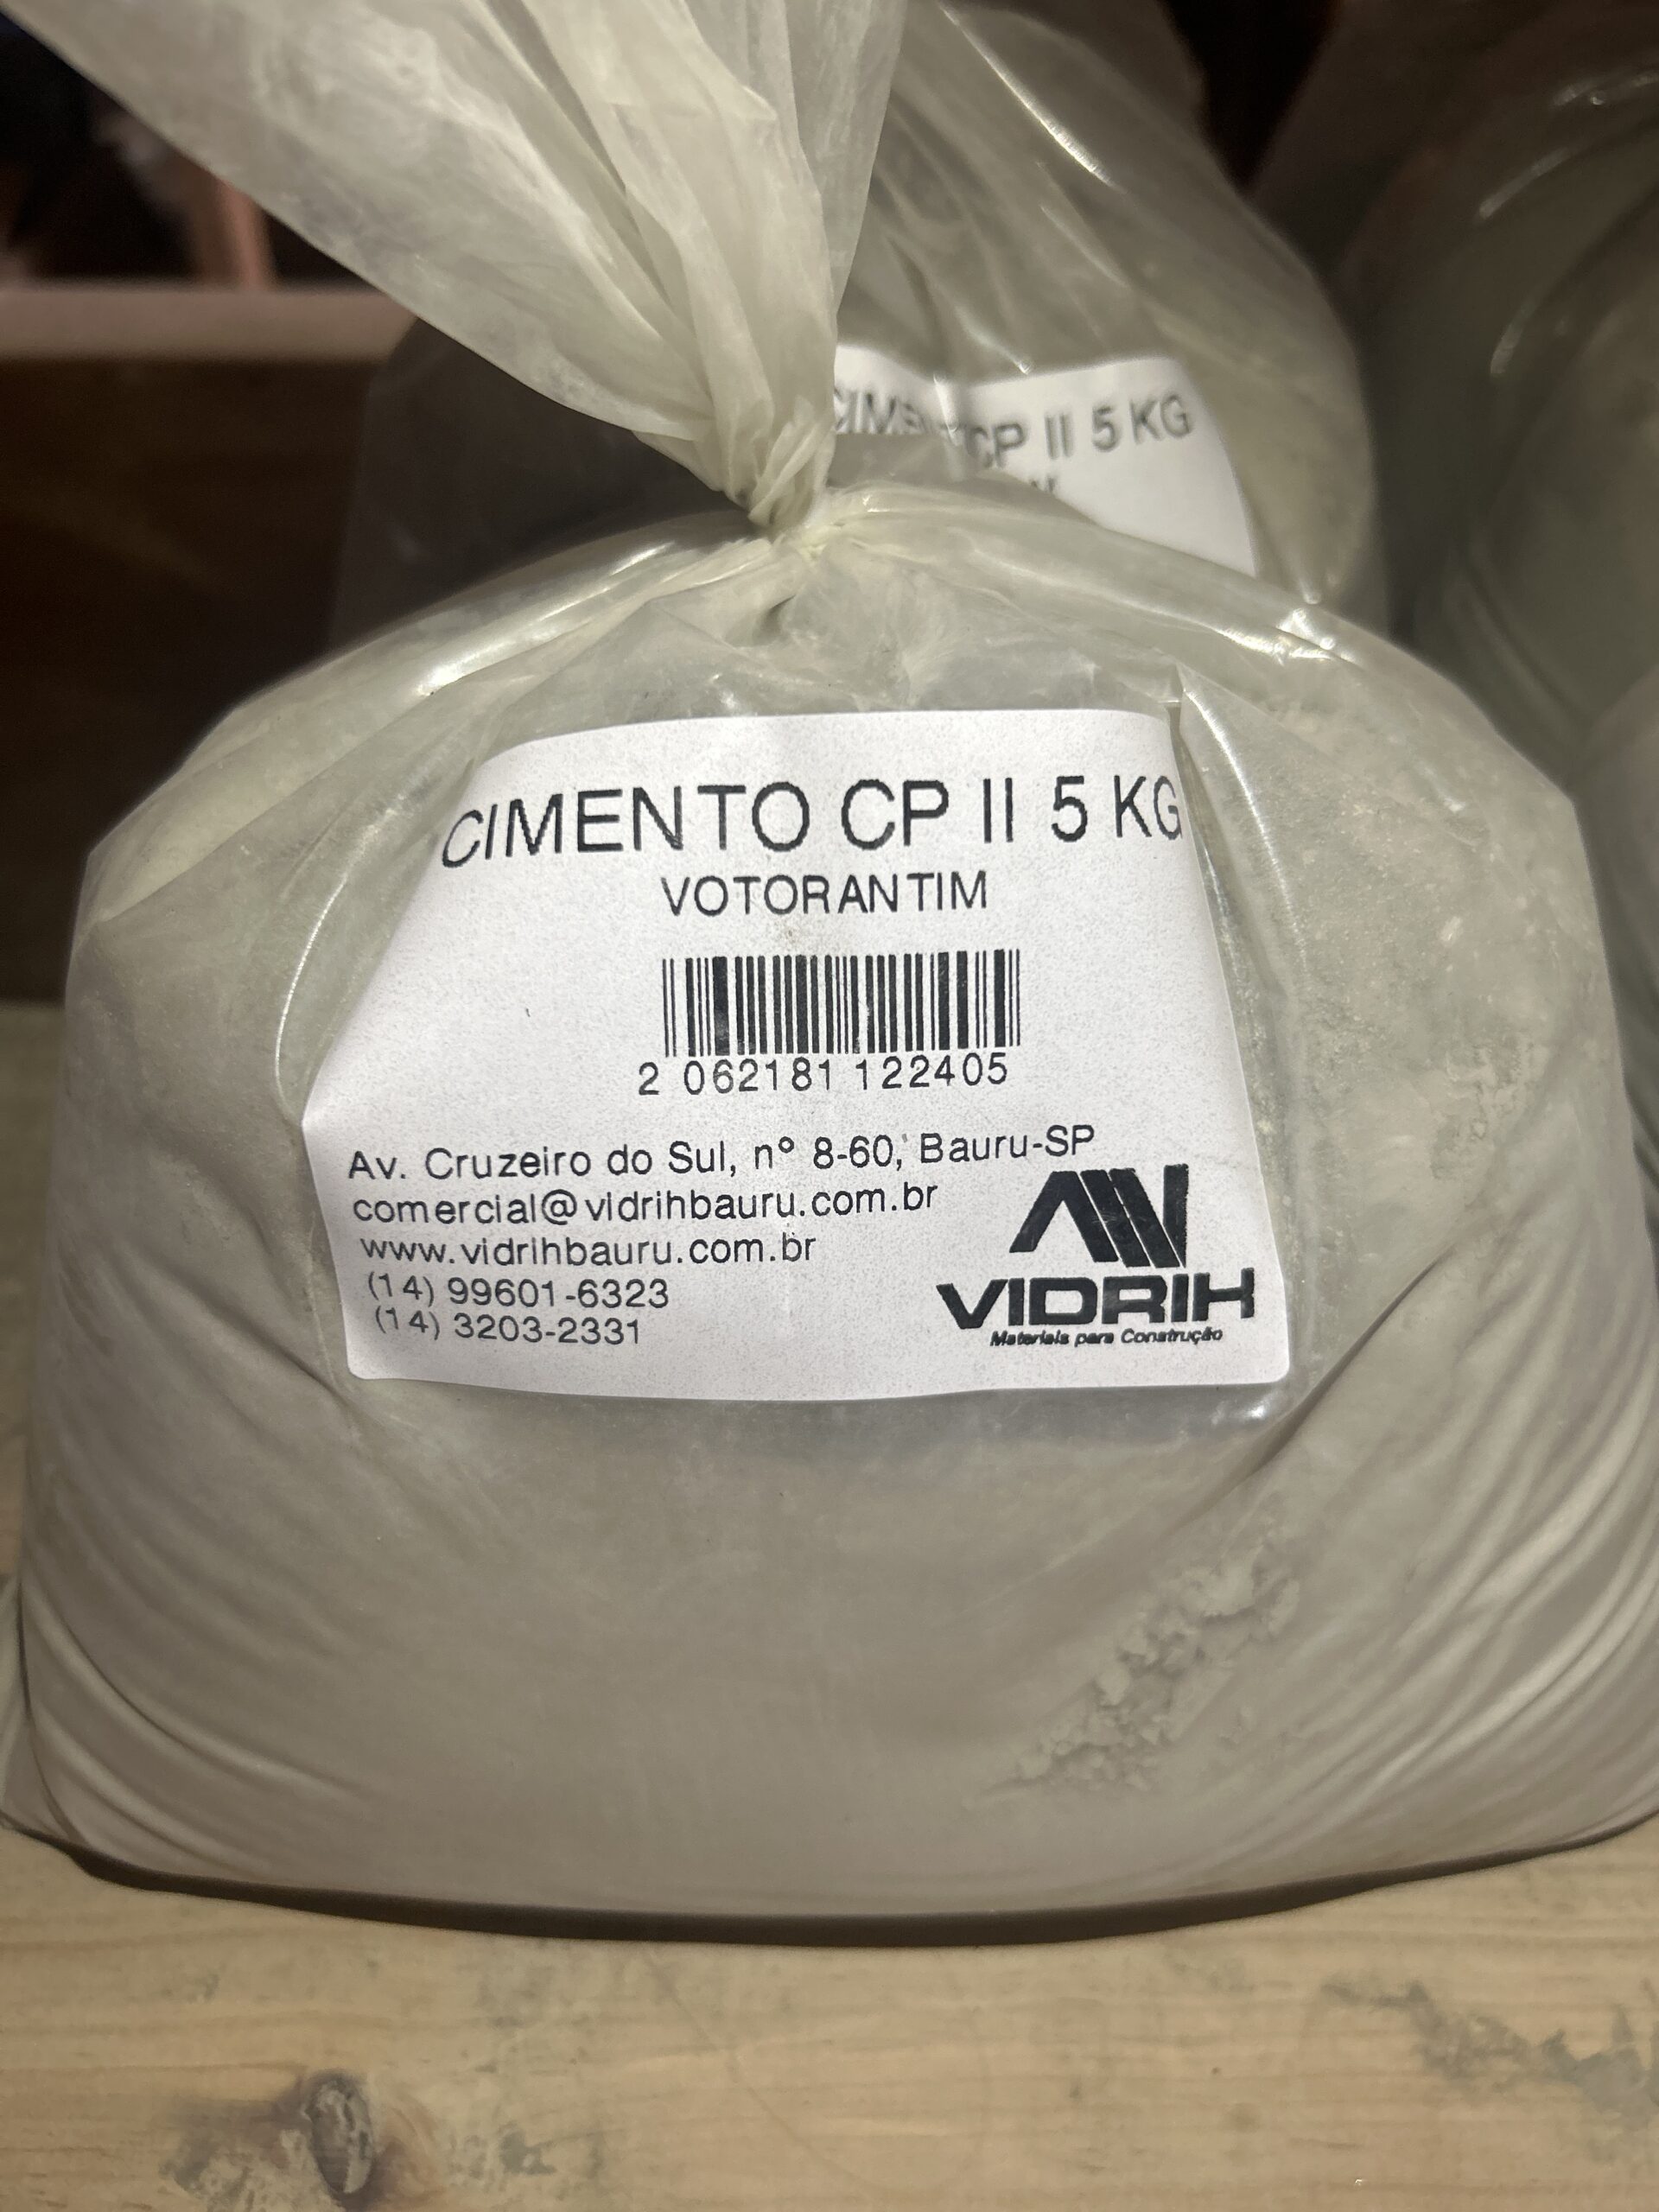 CIMENTO CP II 5 KG
CIMENTO CP II 5 KG
VOTORANTIM
2 062181 122405
Av. Cruzeiro do Sul, nº 8-60, Bauru-SP
comercial@vidrihbauru.com.br
www.vidrihbauru.com.br
(14) 99601-6323
(14) 3203-2331
VIDRIH
Materiais para Construção